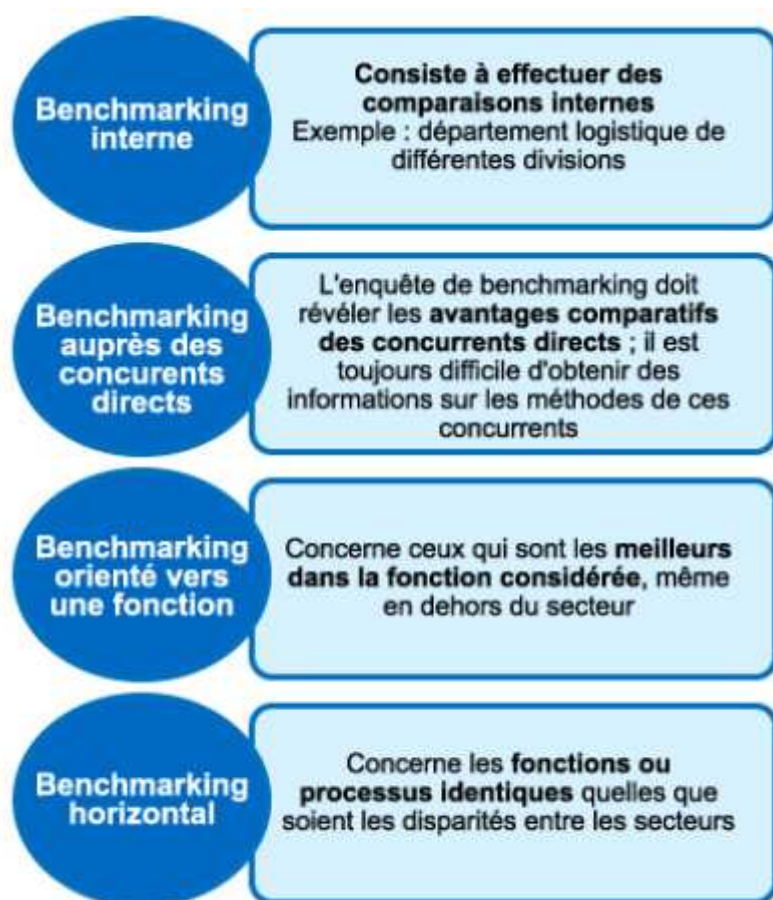 Benchmarking
interne
Consiste à effectuer des
comparaisons internes
Exemple : département logistique de
différentes divisions
Benchmarking
auprès des
concurents
directs
L'enquête de benchmarking doit
révéler les avantages comparatifs
des concurrents directs ; il est
toujours difficile d'obtenir des
informations sur les méthodes de ces
concurrents
Benchmarking
orienté vers
une fonction
Concerne ceux qui sont les meilleurs
dans la fonction considérée, même
en dehors du secteur
Benchmarking
horizontal
Concerne les fonctions ou
processus identiques quelles que
soient les disparités entre les secteurs